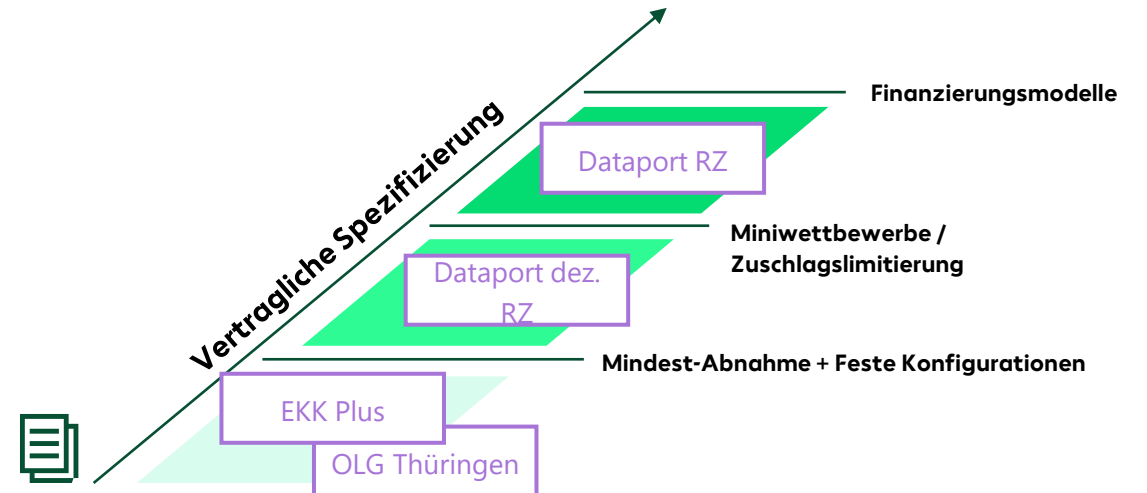 Vertragliche Spezifizierung
Finanzierungsmodelle
Dataport RZ
Miniwettbewerbe /
Zuschlagslimitierung
Dataport dez.
RZ
Mindest-Abnahme + Feste Konfigurationen
EKK Plus
OLG Thüringen